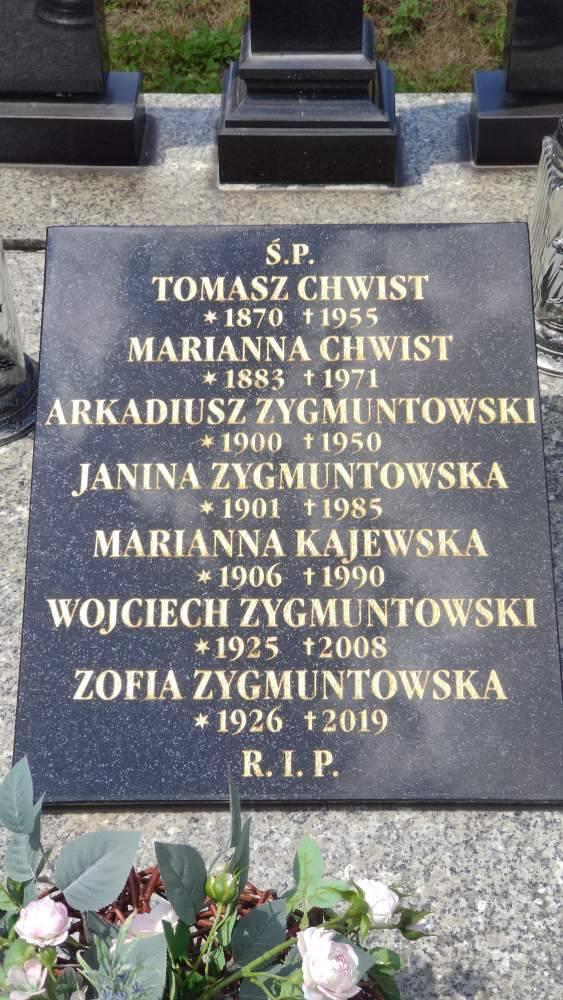 Ś.P.
TOMASZ CHWIST
*1870 †1955
MARIANNA CHWIST
*1883 †1971
ARKADIUSZ ZYGMUNTOWSKI
*1900 †1950
JANINA ZYGMUNTOWSKA
*1901 †1985
MARIANNA KAJEWSKA
*1906 †1990
WOJCIECH ZYGMUNTOWSKI
*1925 †2008
ZOFIA ZYGMUNTOWSKA
*1926 †2019
R. I. P.